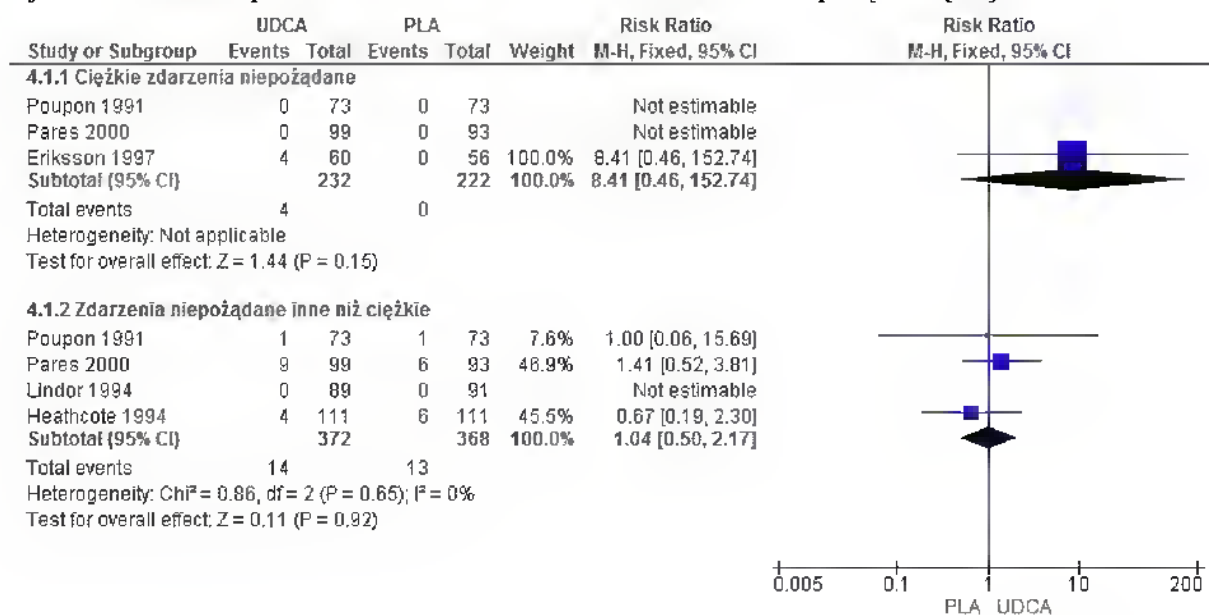 UDCA PLA Risk Ratio Risk Ratio
Study or Subgroup Events Total Events Total Weight M-H, Fixed, 95% CI M-H, Fixed, 95% CI
4.1.1 Ciężkie zdarzenia niepożądane
Poupon 1991 0 73 0 73 Not estimable
Pares 2000 0 99 0 93 Not estimable
Eriksson 1997 4 60 0 56 100.0% 8.41 [0.46, 152.74]
Subtotal (95% CI) 232 222 100.0% 8.41 [0.46, 152.74]
Total events 4 0
Heterogeneity: Not applicable
Test for overall effect: Z = 1.44 (P = 0.15)
4.1.2 Zdarzenia niepożądane inne niż ciężkie
Poupon 1991 1 73 1 73 7.6% 1.00 [0.06, 15.69]
Pares 2000 9 99 6 93 46.9% 1.41 [0.52, 3.81]
Lindor 1994 0 89 0 91 Not estimable
Heathcote 1994 4 111 6 111 45.5% 0.67 [0.19, 2.30]
Subtotal (95% CI) 372 368 100.0% 1.04 [0.50, 2.17]
Total events 14 13
Heterogeneity: Chi² = 0.86, df = 2 (P = 0.65); I² = 0%
Test for overall effect: Z = 0.11 (P = 0.92)
0.005 0.1 1 10 200
PLA UDCA